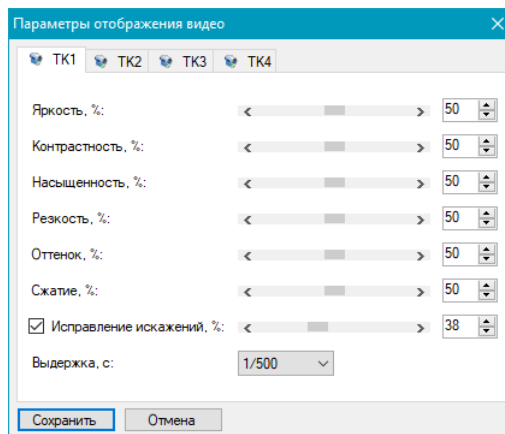 Параметры отображения видео
ТК1 ТК2 ТК3 ТК4
Яркость, %: 50
Контрастность, %: 50
Насыщенность, %: 50
Резкость, %: 50
Оттенок, %: 50
Сжатие, %: 50
Исправление искажений, %: 38
Выдержка, с: 1/500
Сохранить Отмена